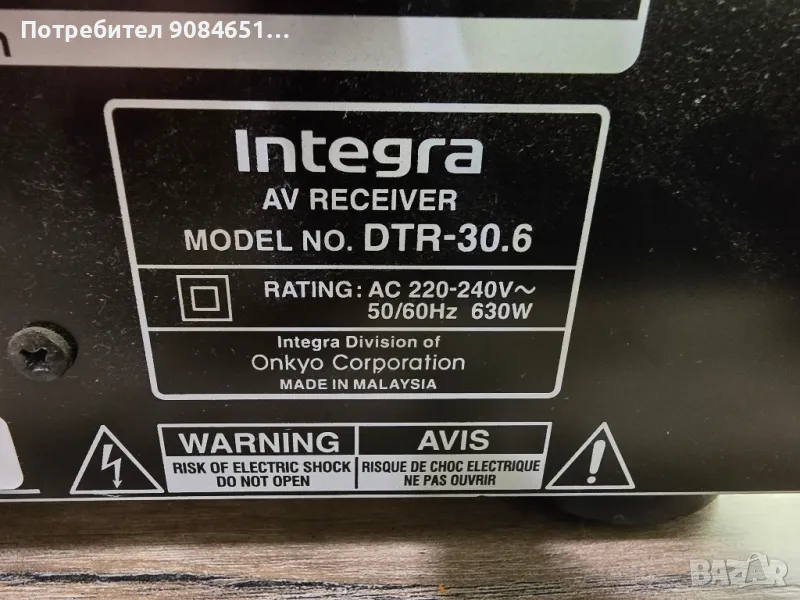 Потребител 9084651...
Integra
AV RECEIVER
MODEL NO. DTR-30.6
RATING: AC 220-240V~
50/60Hz 630W
Integra Division of
Onkyo Corporation
MADE IN MALAYSIA
WARNING
RISK OF ELECTRIC SHOCK
DO NOT OPEN
AVIS
RISQUE DE CHOC ELECTRIQUE
NE PAS OUVRIR
BAZAR